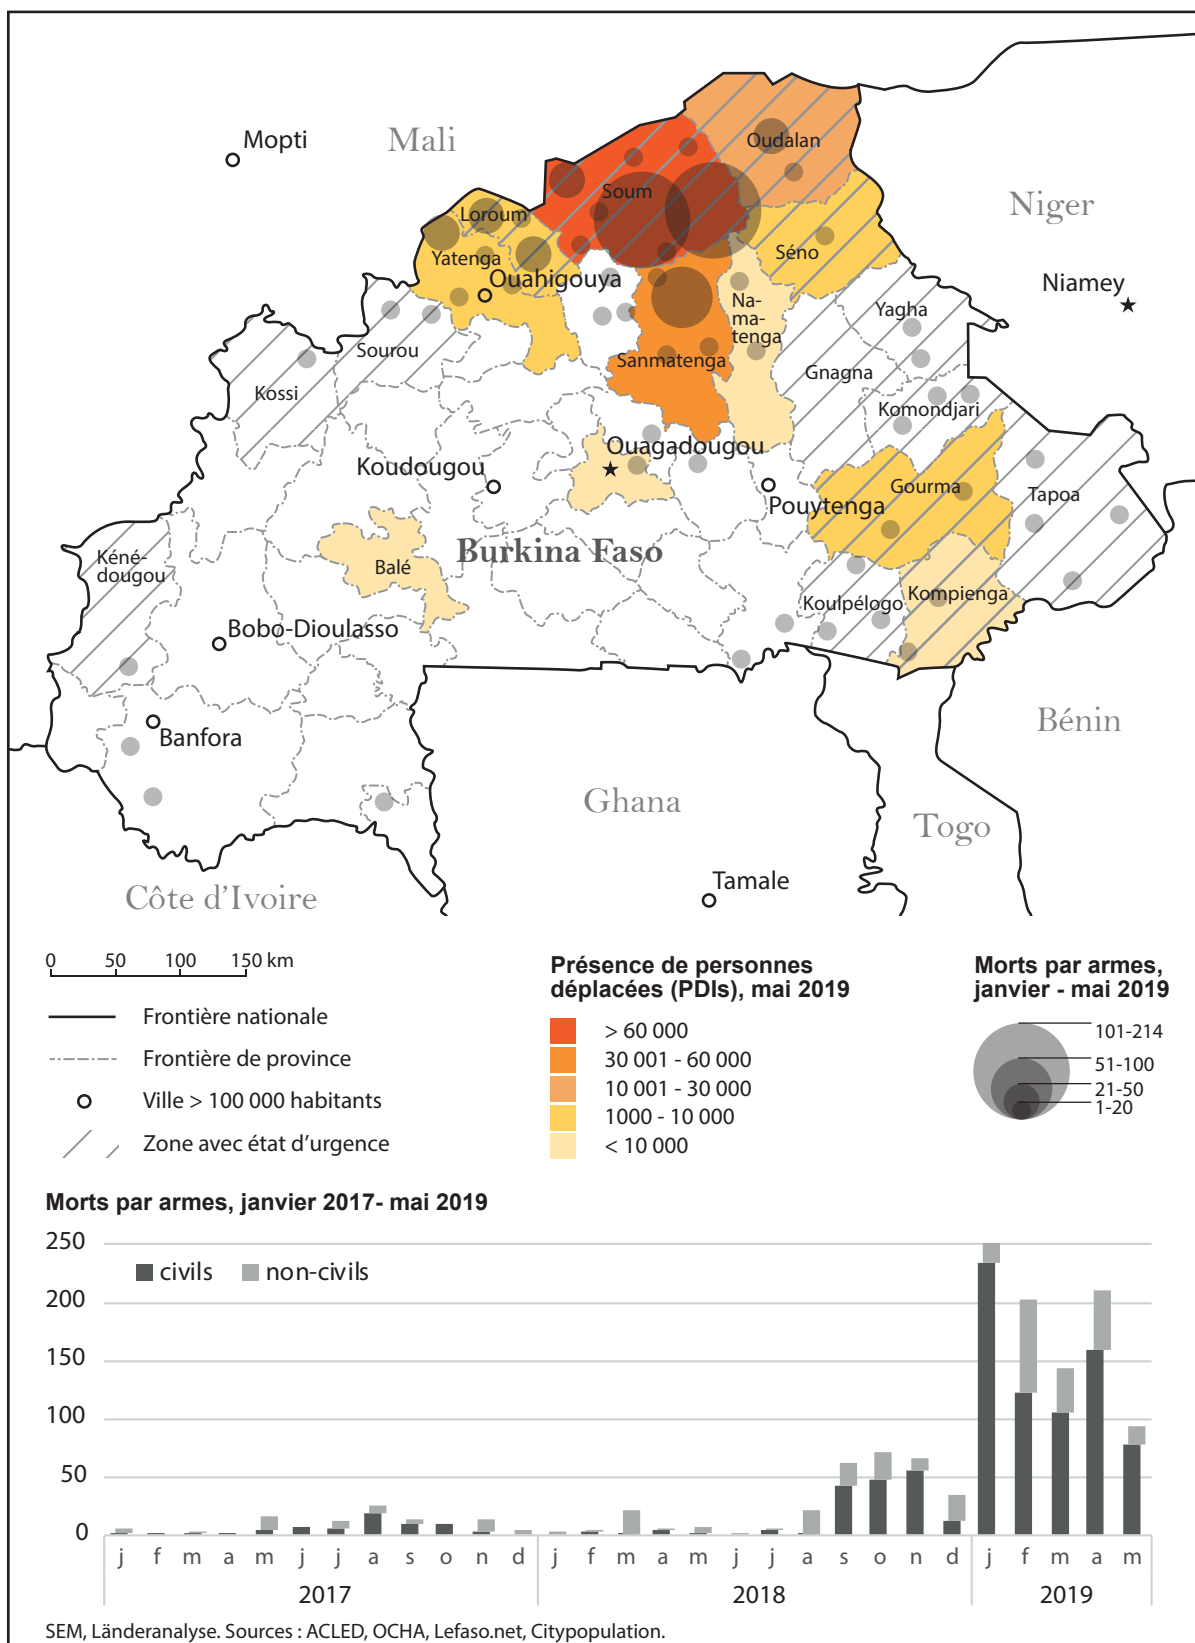 Mopti
Mali
Oudalan
Soum
Niger
Loroum
Séno
Yatenga
Ouahigouya
Niamey
Na-
ma-
tenga
Yagha
Sourou
Sanmatenga
Gnagna
Kossi
Komondjari
Ouagadougou
Koudougou
Gourma
Tapoa
Pouytenga
Burkina Faso
Kéné-
dougou
Balé
Kompienga
Koulpélogo
Bobo-Dioulasso
Bénin
Banfora
Ghana
Togo
Tamale
Côte d'Ivoire
0 50 100 150 km
Frontière nationale
Frontière de province
Ville > 100 000 habitants
Zone avec état d'urgence
Présence de personnes
déplacées (PDIs), mai 2019
> 60 000
30 001 - 60 000
10 001 - 30 000
1000 - 10 000
< 10 000
Morts par armes,
janvier - mai 2019
101-214
51-100
21-50
1-20
Morts par armes, janvier 2017- mai 2019
250
200
150
100
50
0
civils non-civils
j f m a m j j a s o n d j f m a m j j a s o n d j f m a m
2017 2018 2019
SEM, Länderanalyse. Sources : ACLED, OCHA, Lefaso.net, Citypopulation.